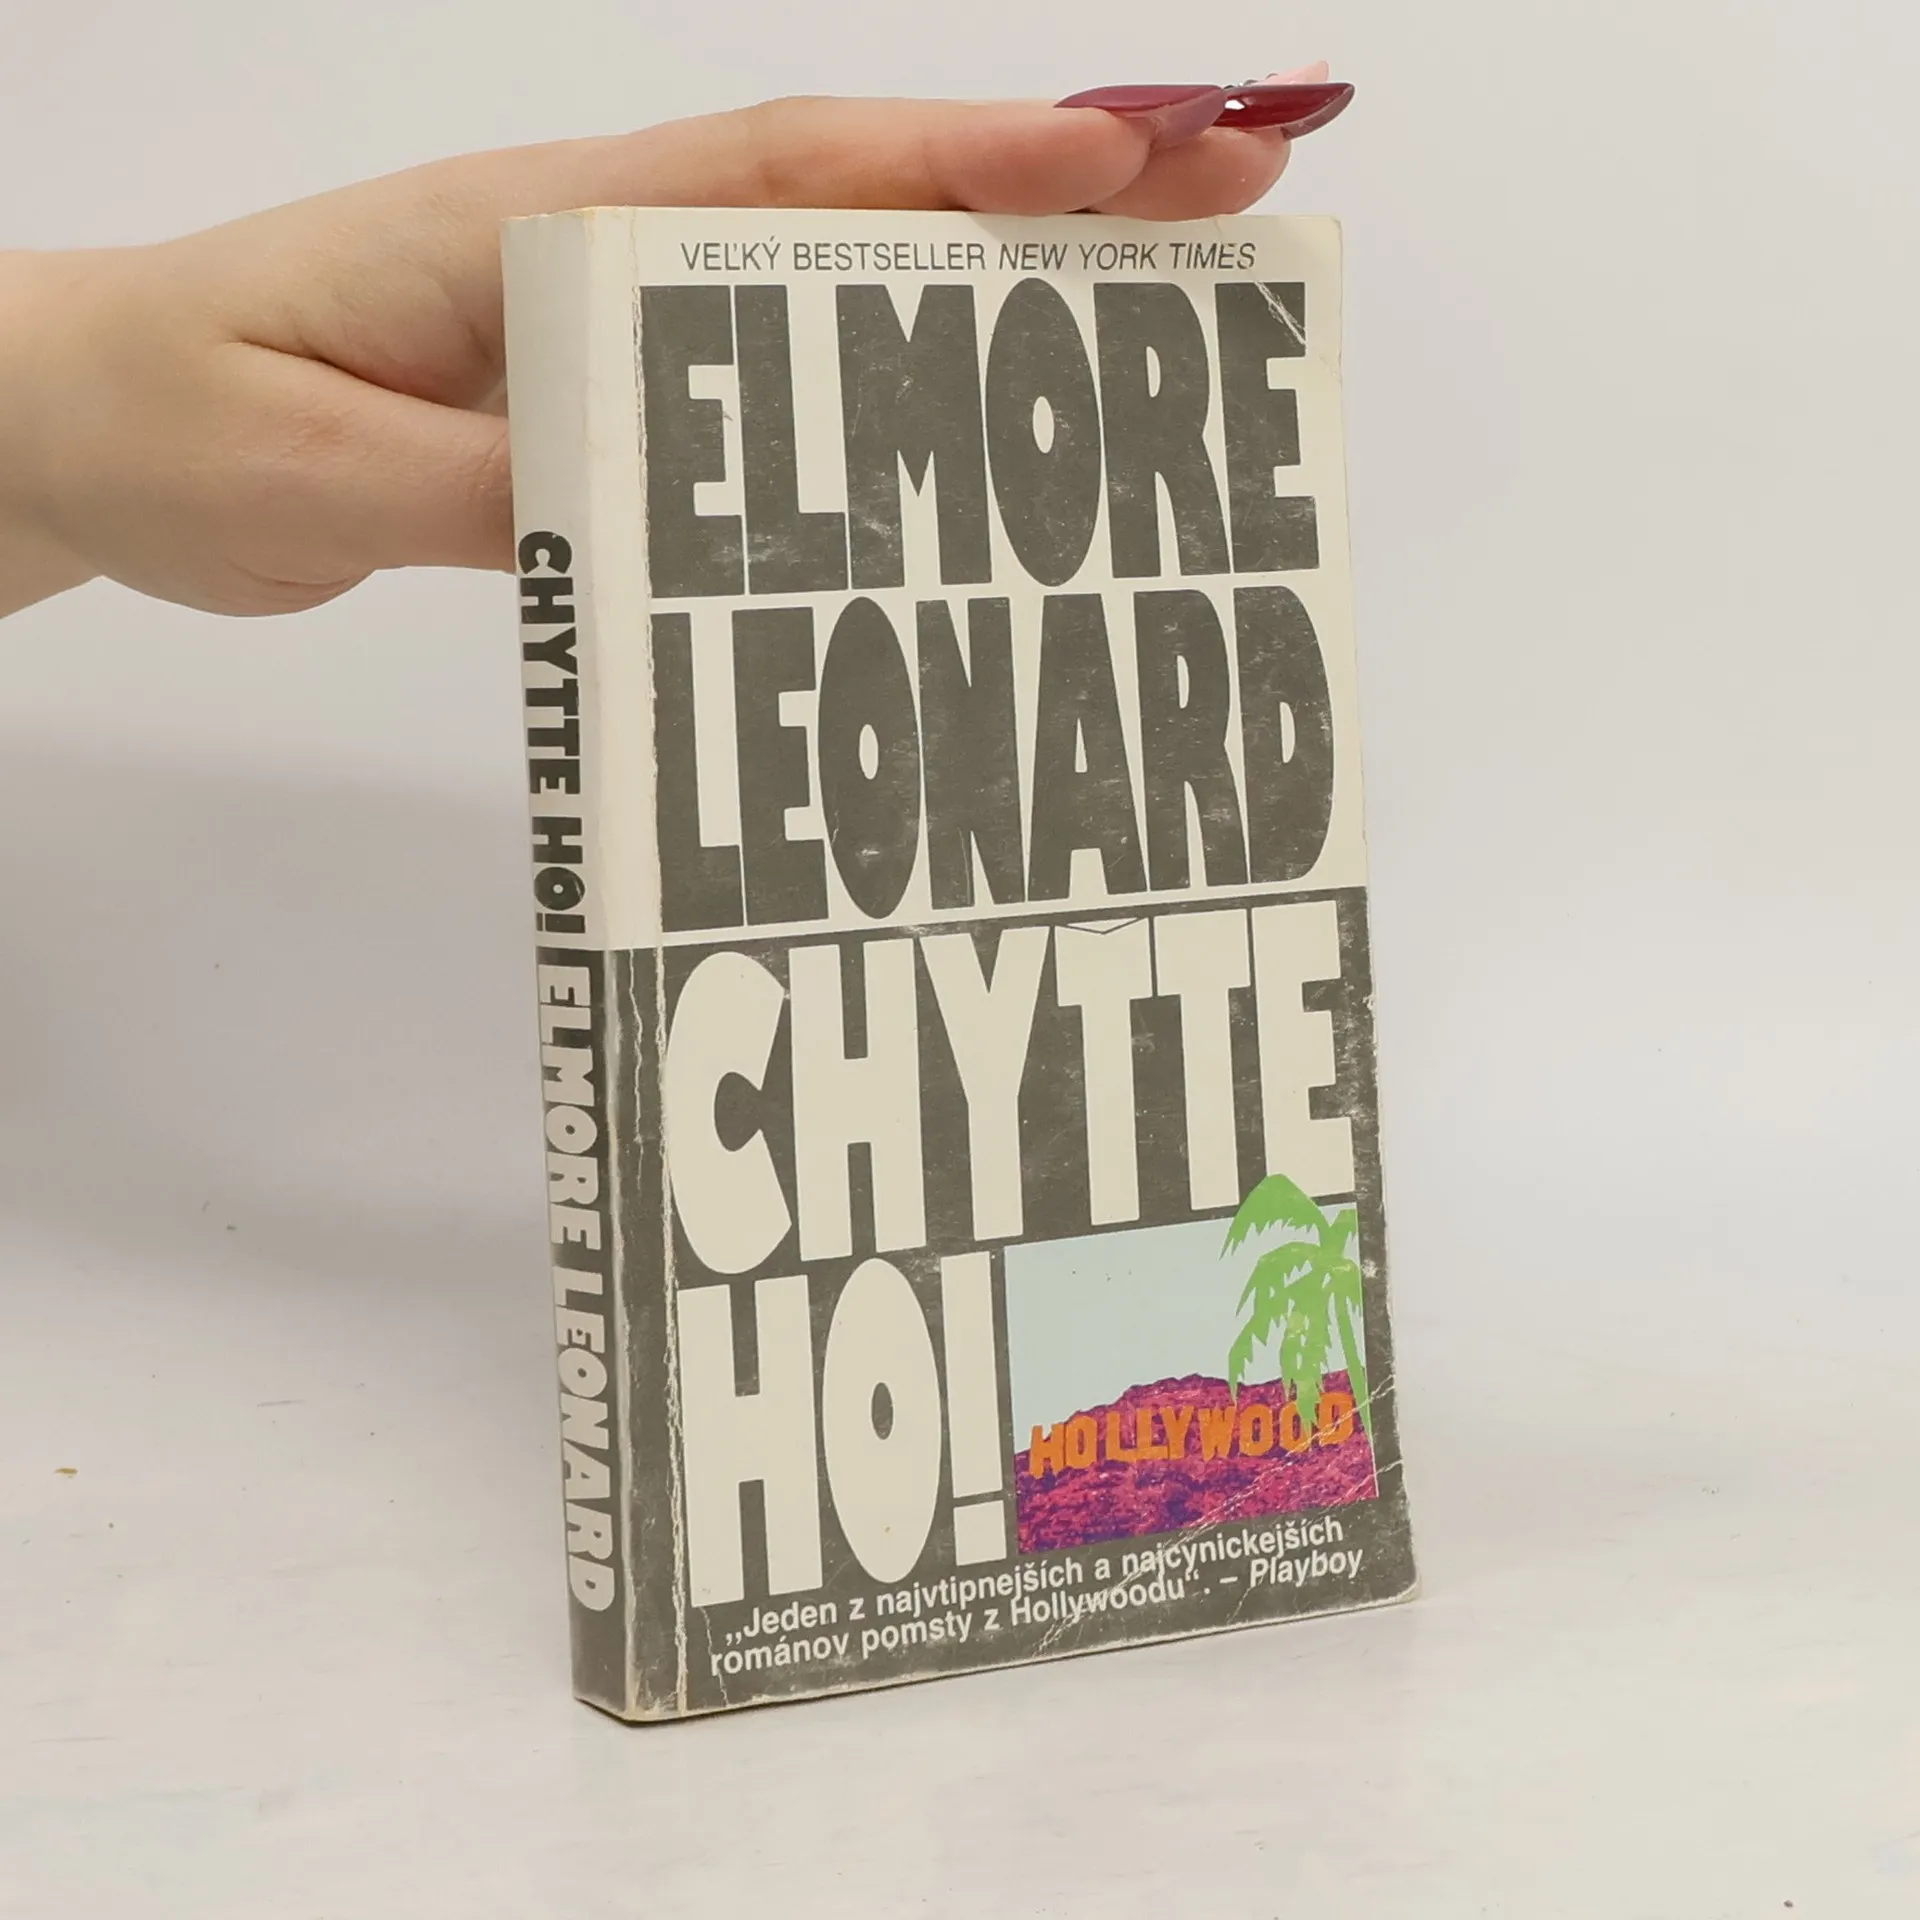 VEĽKÝ BESTSELLER NEW YORK TIMES
ELMORE
LEONARD
CHYŤTE
HO!
HOLLYWOOD
„Jeden z najvtipnejších a najcynickejších
románov pomsty z Hollywoodu“. – Playboy
CHYTTE HO! ELMORE LEONARD